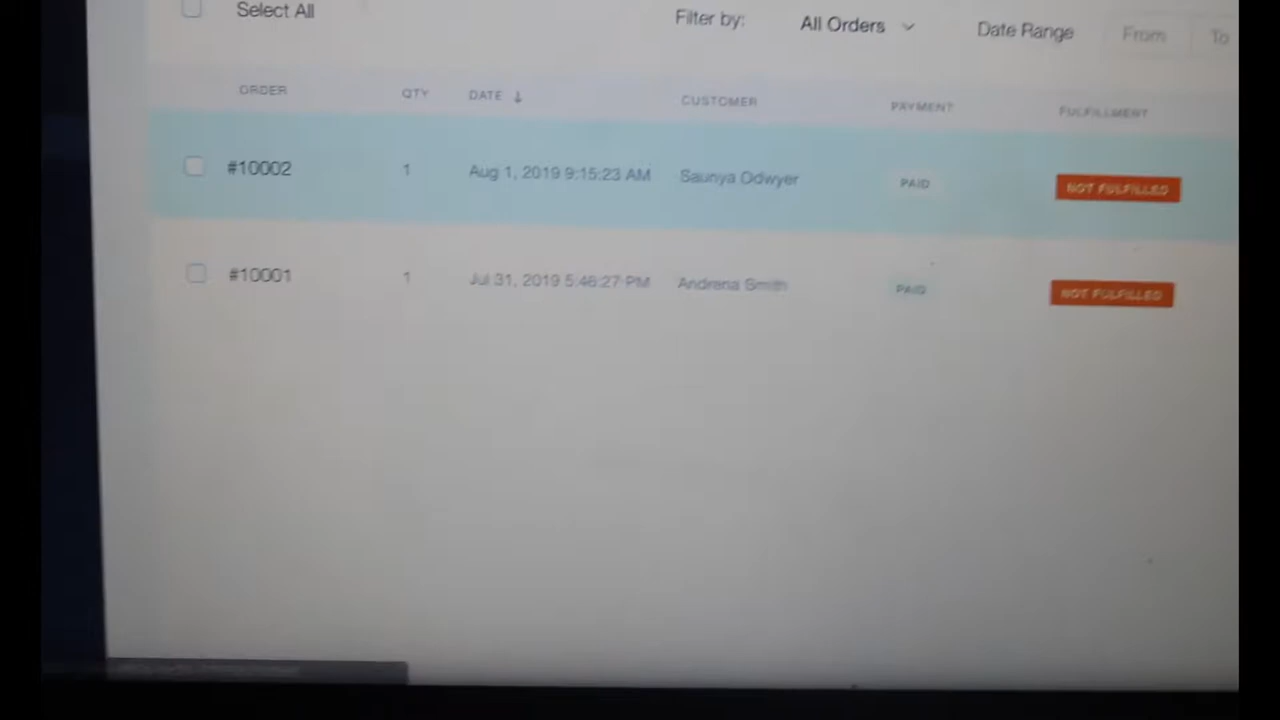 Select All Filter by: All Orders Date Range From To
ORDER QTY DATE ↓ CUSTOMER PAYMENT FULFILLMENT
#10002 1 Aug 1, 2019 9:15:23 AM Saunya Odwyer PAID NOT FULFILLED
#10001 1 Jul 31, 2019 5:46:27 PM Andrena Smith PAID NOT FULFILLED